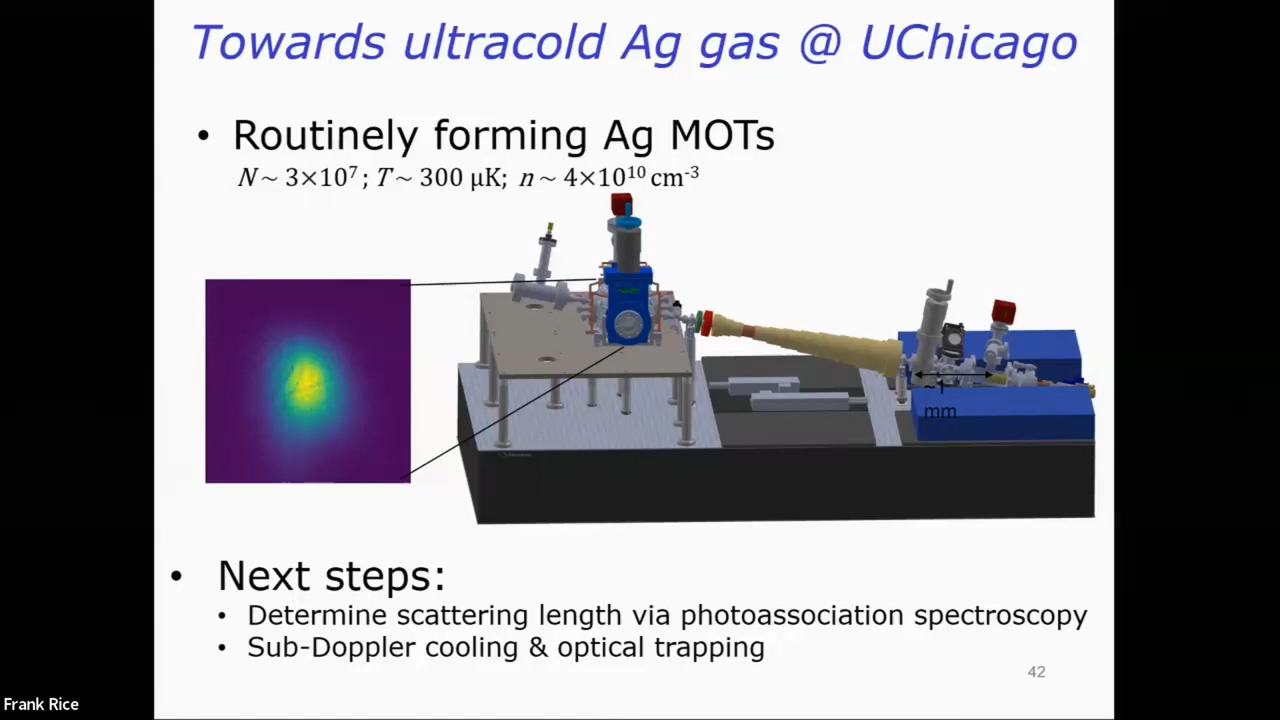 Towards ultracold Ag gas @ UChicago
• Routinely forming Ag MOTs
N ~ 3×10⁷ ; T ~ 300 μK; n ~ 4×10¹⁰ cm⁻³
~1
mm
• Next steps:
• Determine scattering length via photoassociation spectroscopy
• Sub-Doppler cooling & optical trapping
42
Frank Rice